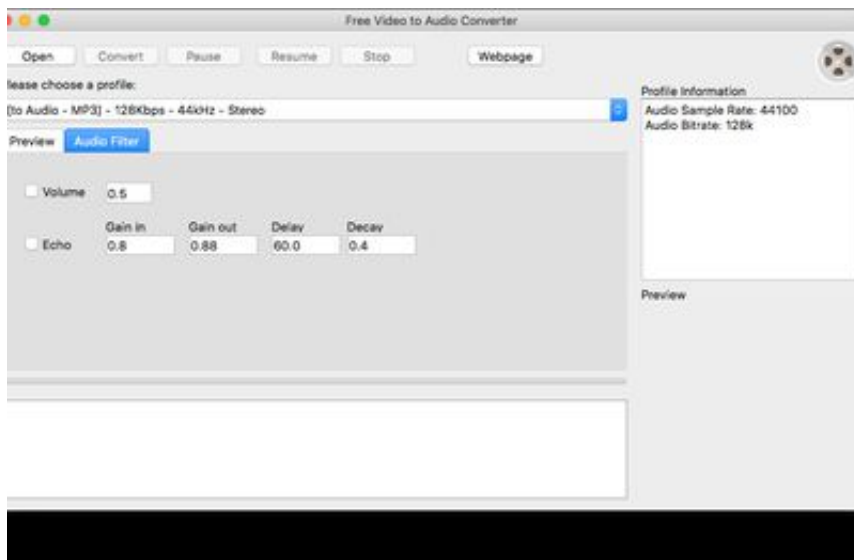 Free Video to Audio Converter
Open Convert Pause Resume Stop Webpage
lease choose a profile:
[to Audio - MP3] - 128Kbps - 44kHz - Stereo
Preview Audio Filter
Volume 0.5
Gain in Gain out Delay Decay
Echo 0.8 0.88 60.0 0.4
Profile Information
Audio Sample Rate: 44100
Audio Bitrate: 128k
Preview